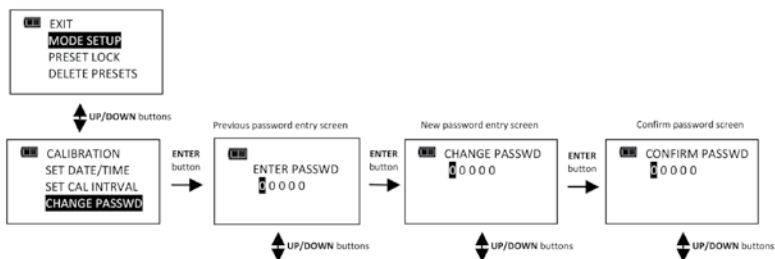 EXIT
MODE SETUP
PRESET LOCK
DELETE PRESETS
UP/DOWN buttons
Previous password entry screen
New password entry screen
Confirm password screen
CALIBRATION
SET DATE/TIME
SET CAL INTRVAL
CHANGE PASSWD
ENTER
button
ENTER PASSWD
00000
ENTER
button
CHANGE PASSWD
00000
ENTER
button
CONFIRM PASSWD
00000
UP/DOWN buttons
UP/DOWN buttons
UP/DOWN buttons